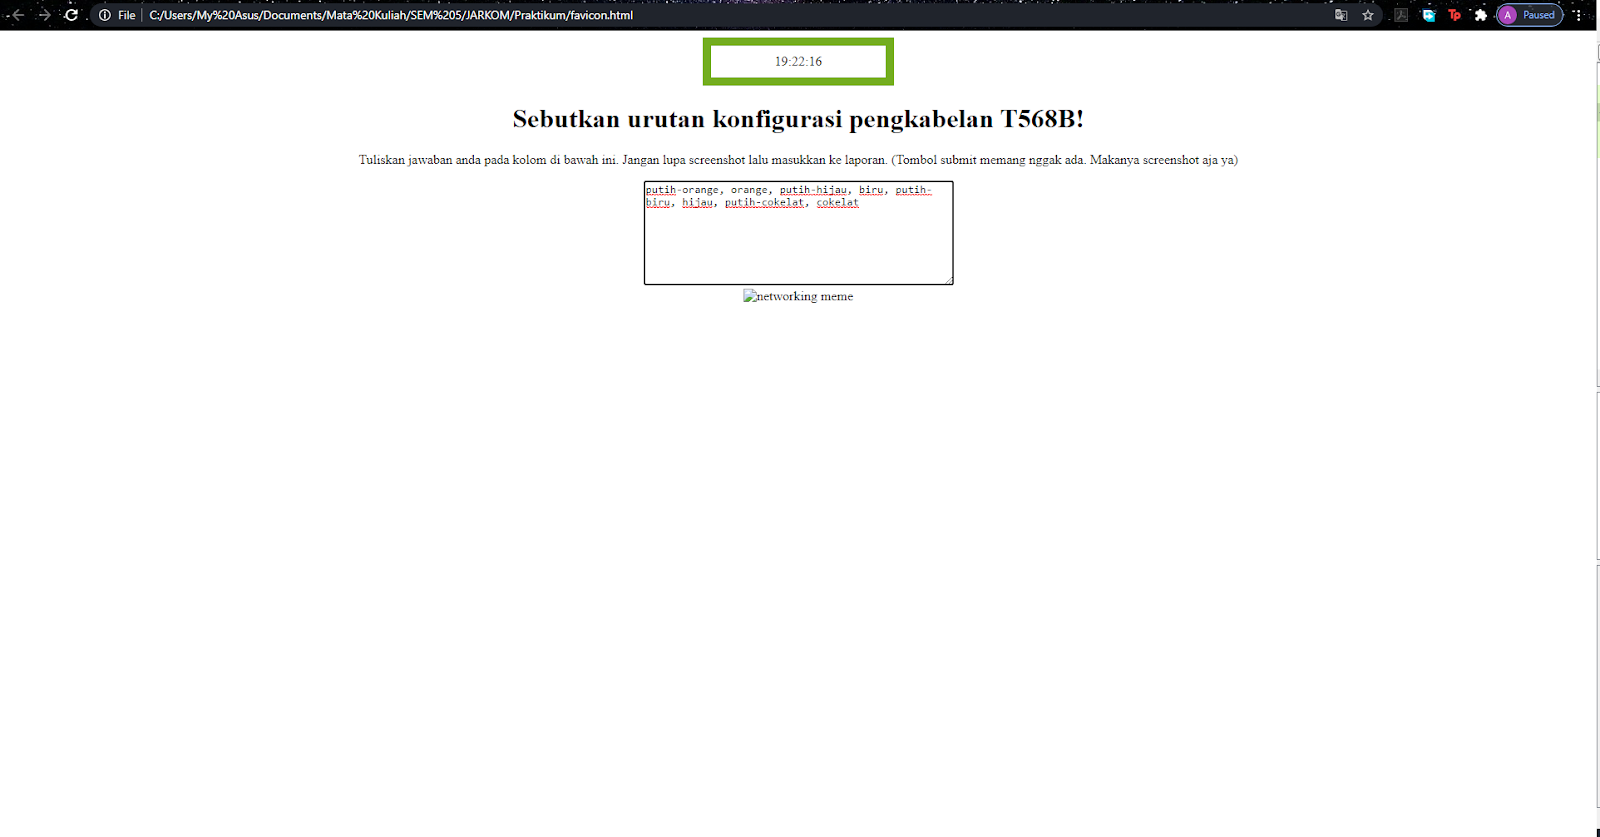 File
C:/Users/My%20Asus/Documents/Mata%20Kuliah/SEM%205/JARKOM/Praktikum/favicon.html
Tp
A
Paused
19:22:16
Sebutkan urutan konfigurasi pengkabelan T568B!
Tuliskan jawaban anda pada kolom di bawah ini. Jangan lupa screenshot lalu masukkan ke laporan. (Tombol submit memang nggak ada. Makanya screenshot aja ya)
putih-orange, orange, putih-hijau, biru, putih-
biru, hijau, putih-cokelat, cokelat
networking meme